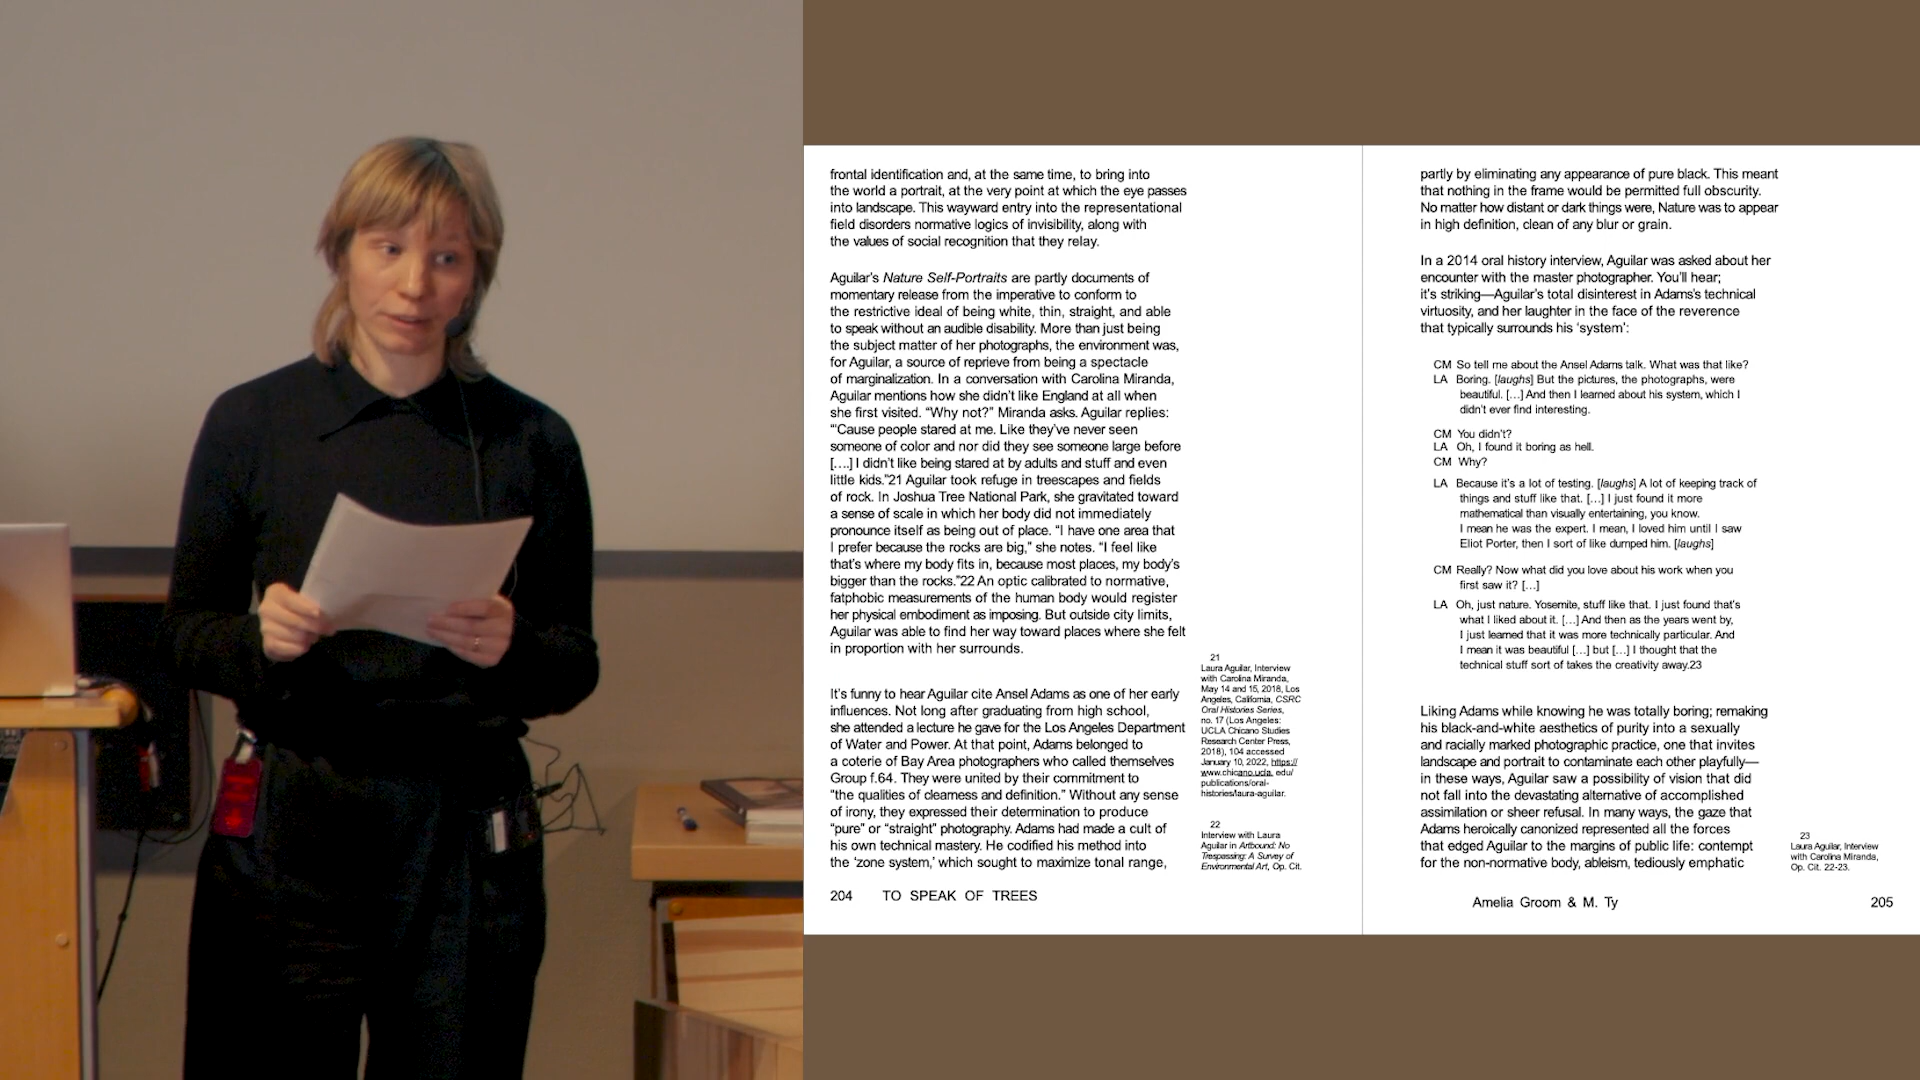 frontal identification and, at the same time, to bring into
the world a portrait, at the very point at which the eye passes
into landscape. This wayward entry into the representational
field disorders normative logics of invisibility, along with
the values of social recognition that they relay.
Aguilar’s Nature Self-Portraits are partly documents of
momentary release from the imperative to conform to
the restrictive ideal of being white, thin, straight, and able
to speak without an audible disability. More than just being
the subject matter of her photographs, the environment was,
for Aguilar, a source of reprieve from being a spectacle
of marginalization. In a conversation with Carolina Miranda,
Aguilar mentions how she didn’t like England at all when
she first visited. “Why not?” Miranda asks. Aguilar replies:
“‘Cause people stared at me. Like they’ve never seen
someone of color and nor did they see someone large before
[….] I didn’t like being stared at by adults and stuff and even
little kids.”21 Aguilar took refuge in treescapes and fields
of rock. In Joshua Tree National Park, she gravitated toward
a sense of scale in which her body did not immediately
pronounce itself as being out of place. “I have one area that
I prefer because the rocks are big,” she notes. “I feel like
that’s where my body fits in, because most places, my body’s
bigger than the rocks.”22 An optic calibrated to normative,
fatphobic measurements of the human body would register
her physical embodiment as imposing. But outside city limits,
Aguilar was able to find her way toward places where she felt
in proportion with her surrounds.
It’s funny to hear Aguilar cite Ansel Adams as one of her early
influences. Not long after graduating from high school,
she attended a lecture he gave for the Los Angeles Department
of Water and Power. At that point, Adams belonged to
a coterie of Bay Area photographers who called themselves
Group f.64. They were united by their commitment to
“the qualities of clearness and definition.” Without any sense
of irony, they expressed their determination to produce
“pure” or “straight” photography. Adams had made a cult of
his own technical mastery. He codified his method into
the ‘zone system,’ which sought to maximize tonal range,
21
Laura Aguilar, Interview
with Carolina Miranda,
May 14 and 15, 2018, Los
Angeles, California, CSRC
Oral Histories Series,
no. 17 (Los Angeles:
UCLA Chicano Studies
Research Center Press,
2018), 104 accessed
January 10, 2022, https://
www.chicano.ucla. edu/
publications/oral-
histories/laura-aguilar.
22
Interview with Laura
Aguilar in Artbound: No
Trespassing: A Survey of
Environmental Art, Op. Cit.
204 TO SPEAK OF TREES
partly by eliminating any appearance of pure black. This meant
that nothing in the frame would be permitted full obscurity.
No matter how distant or dark things were, Nature was to appear
in high definition, clean of any blur or grain.
In a 2014 oral history interview, Aguilar was asked about her
encounter with the master photographer. You’ll hear;
it’s striking—Aguilar’s total disinterest in Adams’s technical
virtuosity, and her laughter in the face of the reverence
that typically surrounds his ‘system’:
CM So tell me about the Ansel Adams talk. What was that like?
LA Boring. [laughs] But the pictures, the photographs, were
beautiful. […] And then I learned about his system, which I
didn’t ever find interesting.
CM You didn’t?
LA Oh, I found it boring as hell.
CM Why?
LA Because it’s a lot of testing. [laughs] A lot of keeping track of
things and stuff like that. […] I just found it more
mathematical than visually entertaining, you know.
I mean he was the expert. I mean, I loved him until I saw
Eliot Porter, then I sort of like dumped him. [laughs]
CM Really? Now what did you love about his work when you
first saw it? […]
LA Oh, just nature. Yosemite, stuff like that. I just found that’s
what I liked about it. […] And then as the years went by,
I just learned that it was more technically particular. And
I mean it was beautiful […] but […] I thought that the
technical stuff sort of takes the creativity away.23
Liking Adams while knowing he was totally boring; remaking
his black-and-white aesthetics of purity into a sexually
and racially marked photographic practice, one that invites
landscape and portrait to contaminate each other playfully—
in these ways, Aguilar saw a possibility of vision that did
not fall into the devastating alternative of accomplished
assimilation or sheer refusal. In many ways, the gaze that
Adams heroically canonized represented all the forces
that edged Aguilar to the margins of public life: contempt
for the non-normative body, ableism, tediously emphatic
23
Laura Aguilar, Interview
with Carolina Miranda,
Op. Cit. 22-23.
Amelia Groom & M. Ty 205